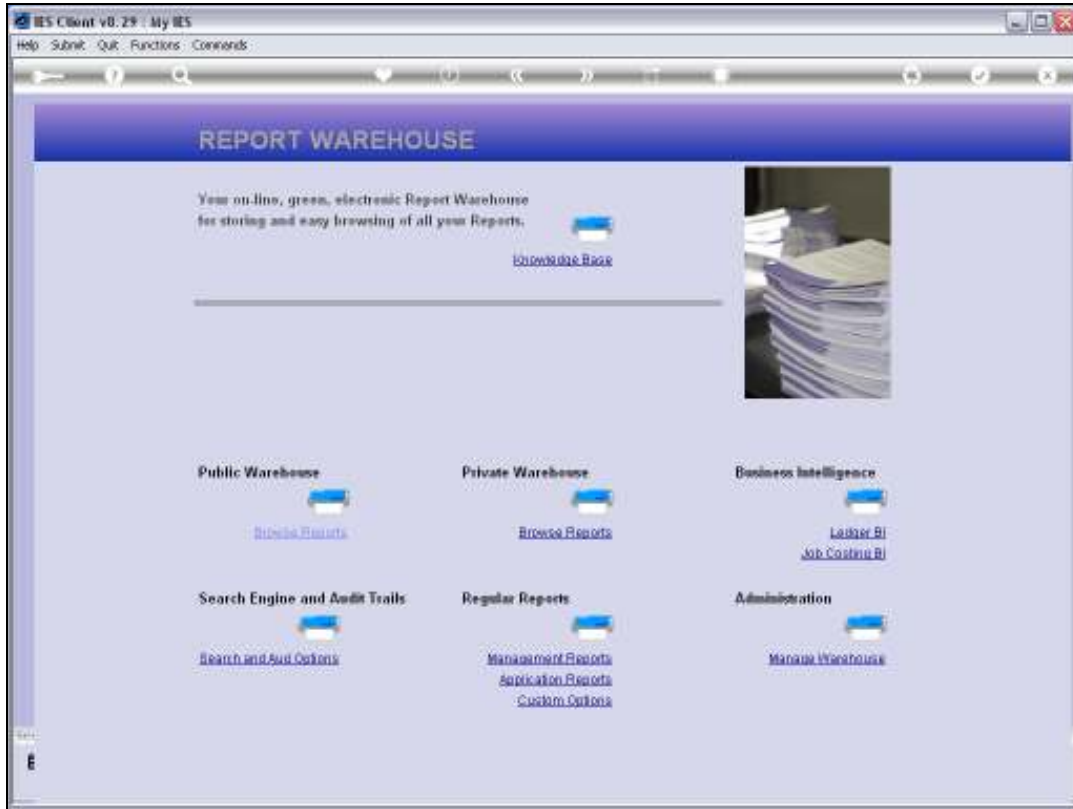 IES Client v8.29 : My IES
Help Submit Quit Functions Commands
REPORT WAREHOUSE
Your on-line, green, electronic Report Warehouse
for storing and easy browsing of all your Reports.
Knowledge Base
Public Warehouse
Private Warehouse
Business Intelligence
Browse Reports
Browse Reports
Ledger BI
Job Costing BI
Search Engine and Audit Trails
Regular Reports
Administration
Search and Aud Options
Management Reports
Manage Warehouse
Application Reports
Custom Options